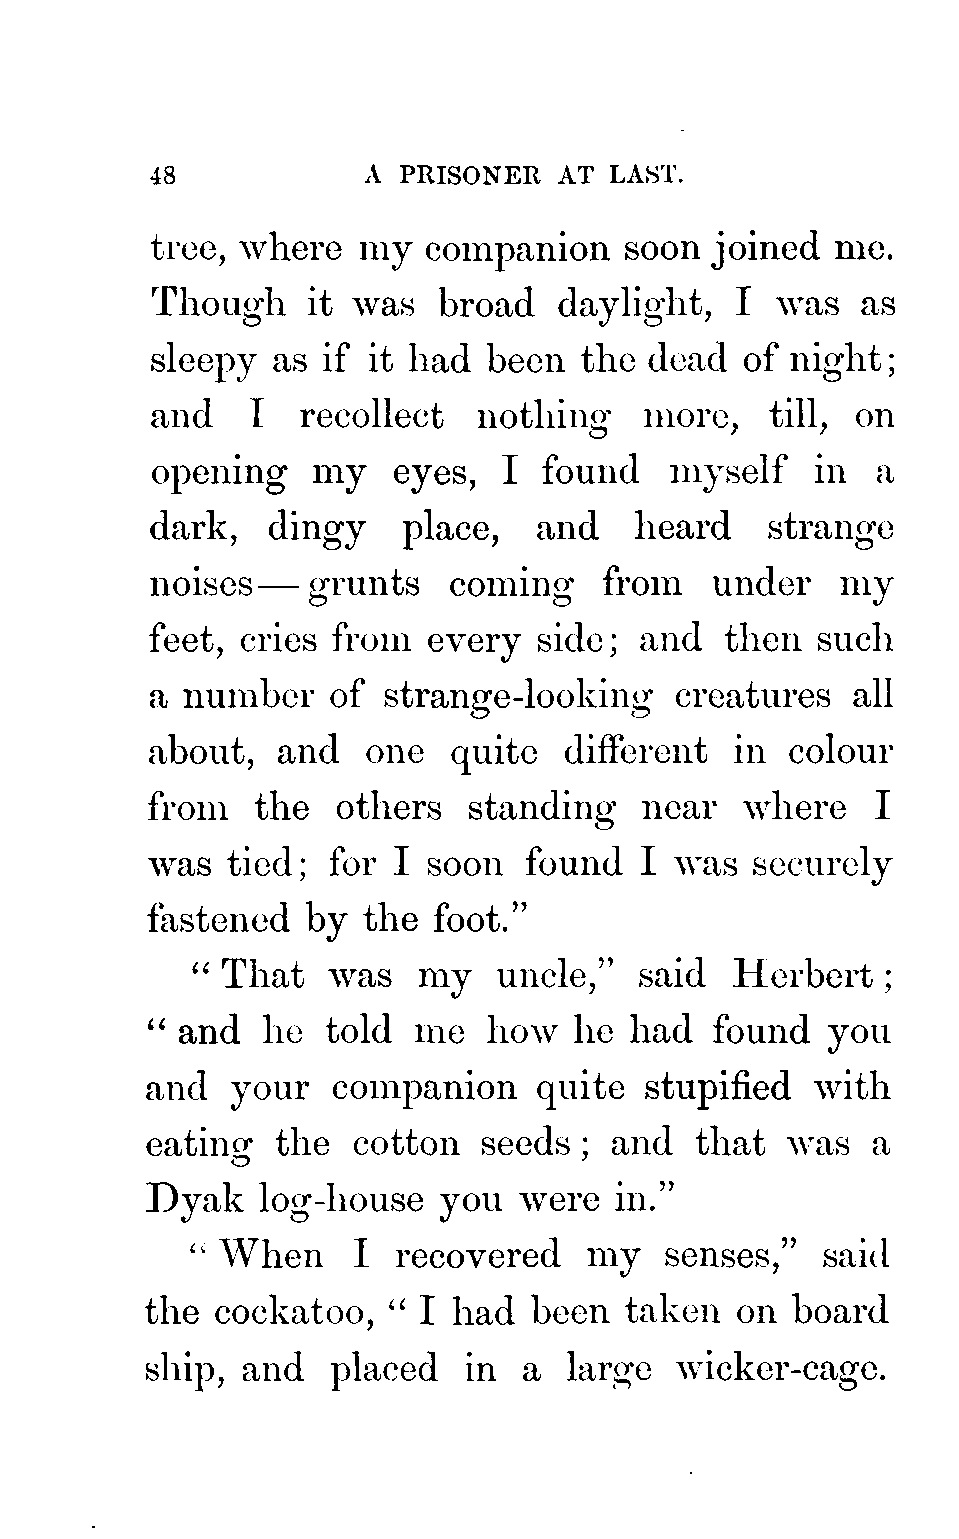 48 A PRISONER AT LAST.
tree, where my companion soon joined me.
Though it was broad daylight, I was as
sleepy as if it had been the dead of night;
and I recollect nothing more, till, on
opening my eyes, I found myself in a
dark, dingy place, and heard strange
noises—grunts coming from under my
feet, cries from every side; and then such
a number of strange-looking creatures all
about, and one quite different in colour
from the others standing near where I
was tied; for I soon found I was securely
fastened by the foot."
"That was my uncle," said Herbert;
"and he told me how he had found you
and your companion quite stupified with
eating the cotton seeds; and that was a
Dyak log-house you were in."
"When I recovered my senses," said
the cockatoo, "I had been taken on board
ship, and placed in a large wicker-cage.